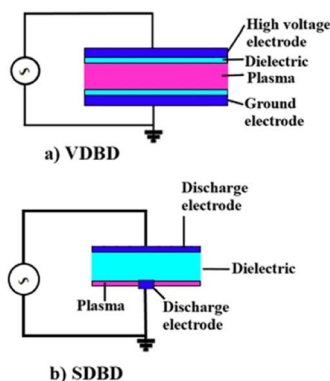 High voltage
electrode
Dielectric
Plasma
Ground
electrode
S
a) VDBD
Discharge
electrode
S
Dielectric
Plasma
Discharge
electrode
b) SDBD